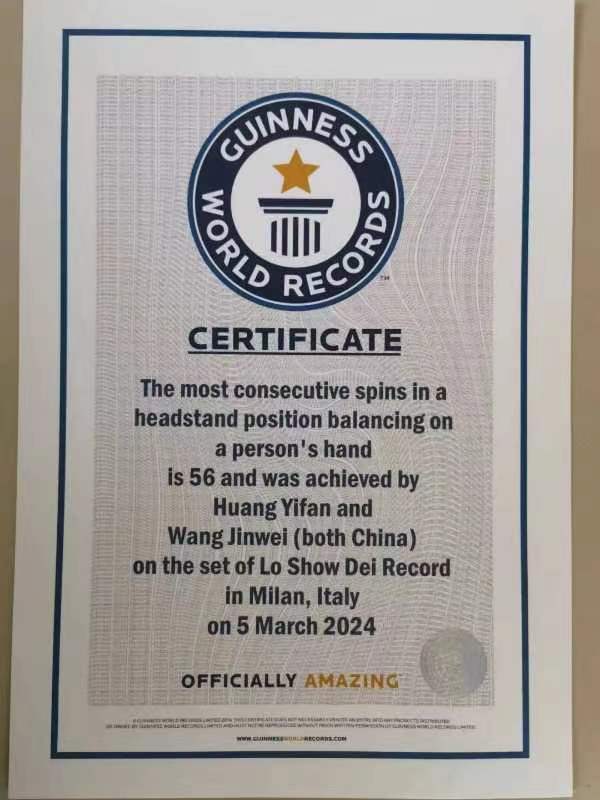 GUINNESS
WORLD RECORDS
TM
CERTIFICATE
The most consecutive spins in a
headstand position balancing on
a person's hand
is 56 and was achieved by
Huang Yifan and
Wang Jinwei (both China)
on the set of Lo Show Dei Record
in Milan, Italy
on 5 March 2024
OFFICIALLY AMAZING
WWW.GUINNESSWORLDRECORDS.COM